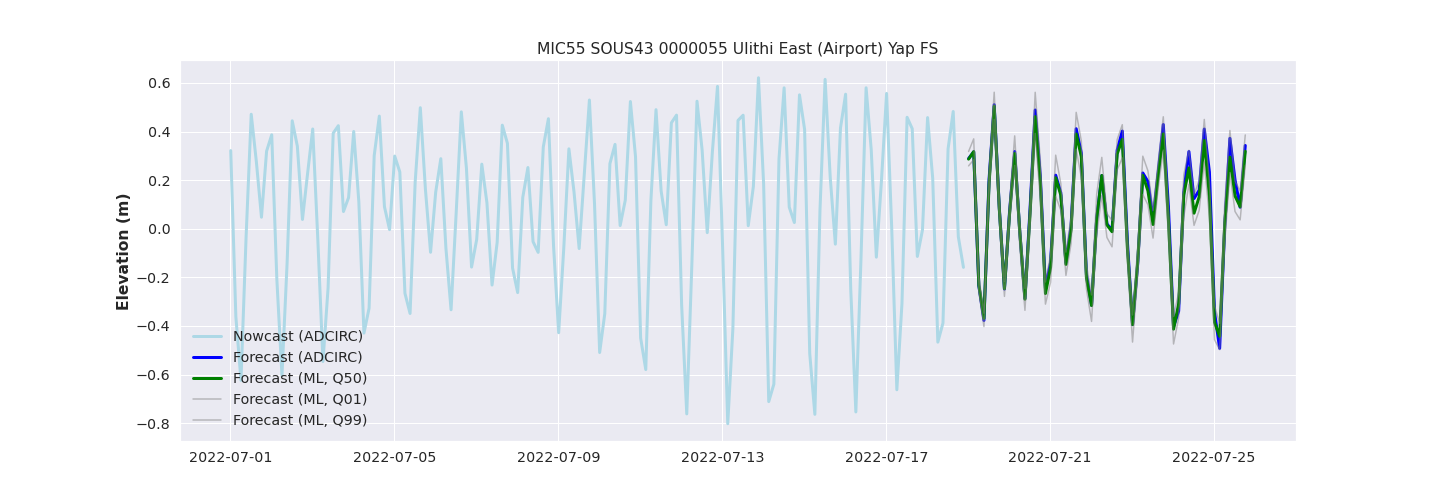 MIC55 SOUS43 0000055 Ulithi East (Airport) Yap FS
Elevation (m)
0.6
0.4
0.2
0.0
−0.2
−0.4
−0.6
−0.8
Nowcast (ADCIRC)
Forecast (ADCIRC)
Forecast (ML, Q50)
Forecast (ML, Q01)
Forecast (ML, Q99)
2022-07-01 2022-07-05 2022-07-09 2022-07-13 2022-07-17 2022-07-21 2022-07-25